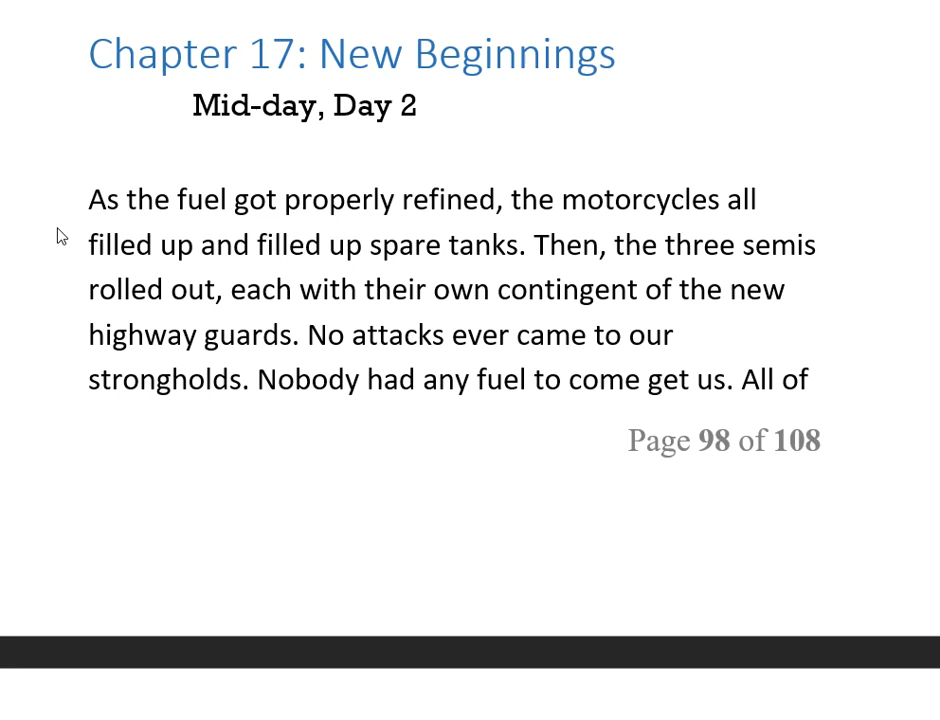 Chapter 17: New Beginnings
Mid-day, Day 2
As the fuel got properly refined, the motorcycles all
filled up and filled up spare tanks. Then, the three semis
rolled out, each with their own contingent of the new
highway guards. No attacks ever came to our
strongholds. Nobody had any fuel to come get us. All of
Page 98 of 108